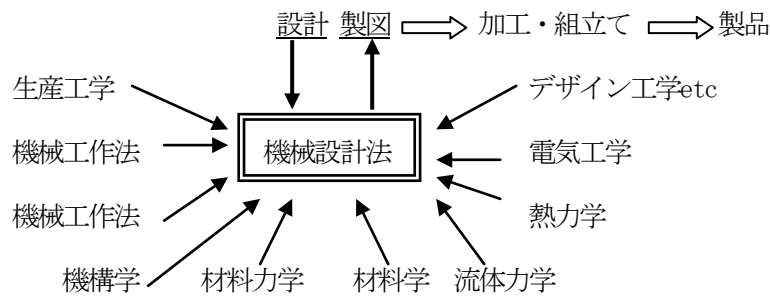 設計 製図 加工・組立て 製品
生産工学 デザイン工学etc
機械工作法 機械設計法 電気工学
機械工作法 熱力学
機構学 材料力学 材料学 流体力学